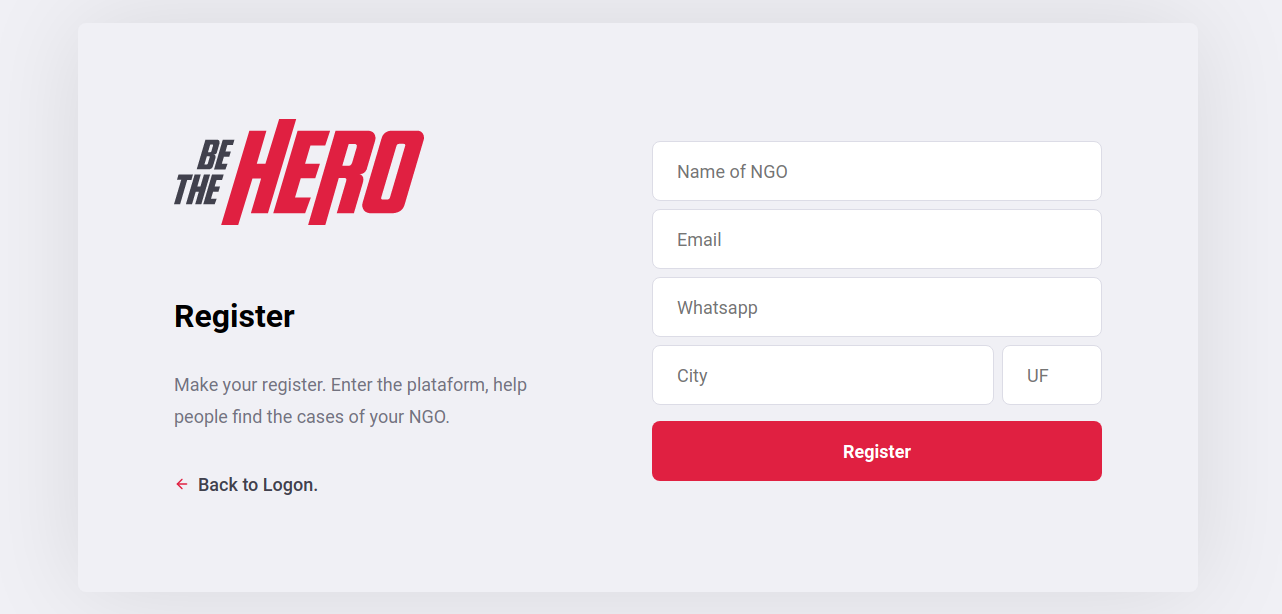 BE
THE
HERO
Register
Make your register. Enter the plataform, help
people find the cases of your NGO.
Back to Logon.
Name of NGO
Email
Whatsapp
City
UF
Register